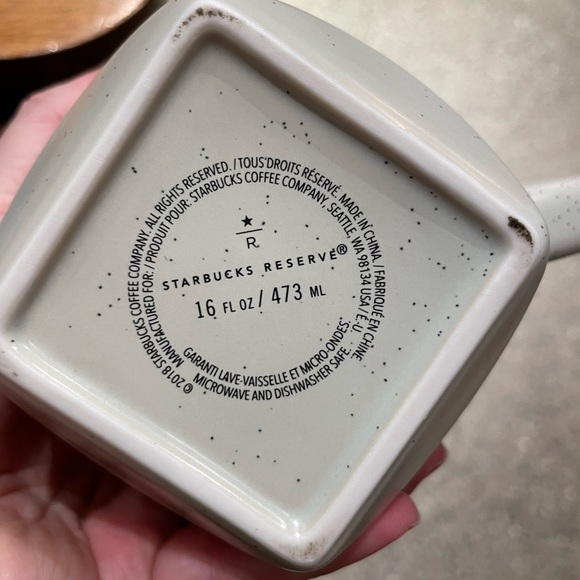 © 2018 STARBUCKS COFFEE COMPANY. ALL RIGHTS RESERVED. / TOUS DROITS RÉSERVÉ. MADE IN CHINA. / FABRIQUÉ EN CHINE
MANUFACTURED FOR: / PRODUIT POUR: STARBUCKS COFFEE COMPANY, SEATTLE, WA 98134 USA / É.-U.
R
STARBUCKS RESERVE®
16 FL OZ / 473 ML
GARANTI LAVE-VAISSELLE ET MICRO-ONDES.
MICROWAVE AND DISHWASHER SAFE.